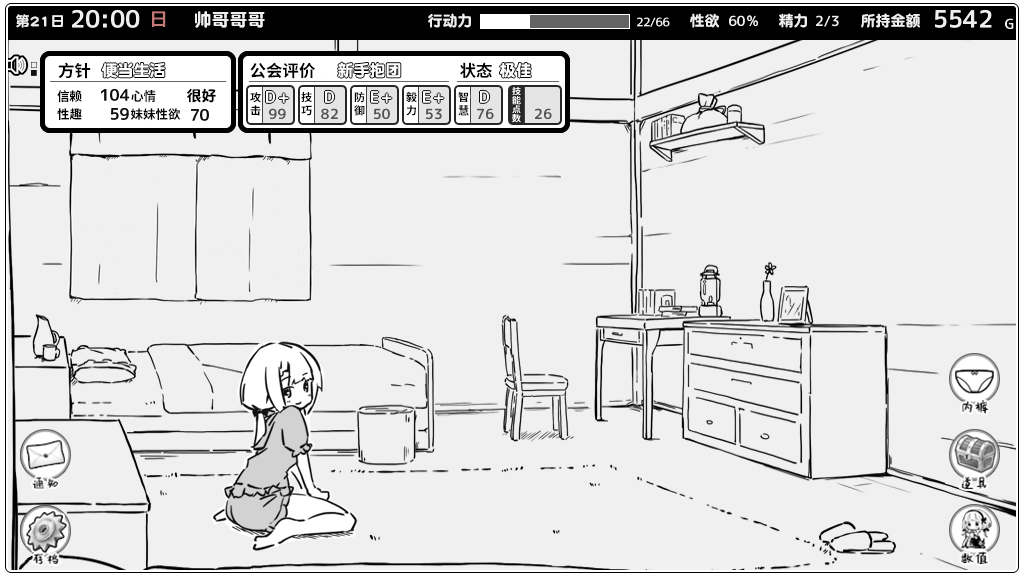 第21日 20:00 日 帅哥哥哥 行动力 22/66 性欲 60% 精力 2/3 所持金额 5542 G
方针 便当生活
信赖 104 心情 很好
性趣 59 妹妹性欲 70
公会评价 新手抱团 状态 极佳
攻击 D+ 99 技巧 D 82 防御 E+ 50 毅力 E+ 53 智慧 D 76 技能点数 26
内裤
通知
道具
存档
数值